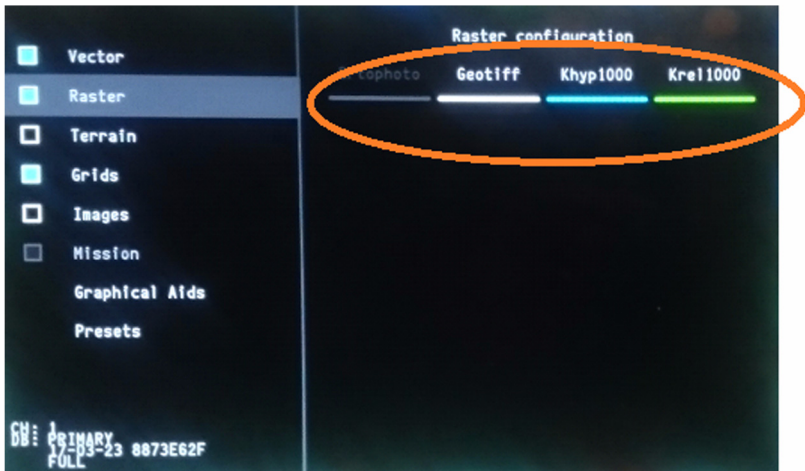 Vector
Raster
Terrain
Grids
Images
Mission
Graphical Aids
Presets
CH: 1
DB: PRIMARY
17-03-23 8873E62F
FULL
Raster configuration
Geotiff Khyp1000 Krel1000